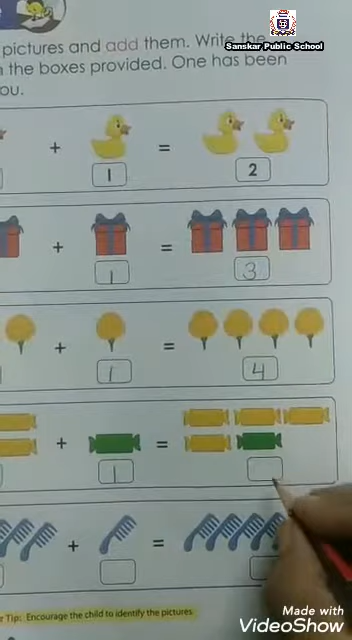 Sanskar Public School
pictures and add them. Write the
the boxes provided. One has been
ou.
+ =
1 2
+ =
1 3
+ =
1 4
+ =
1
+ =
Tip: Encourage the child to identify the pictures
Made with
VideoShow